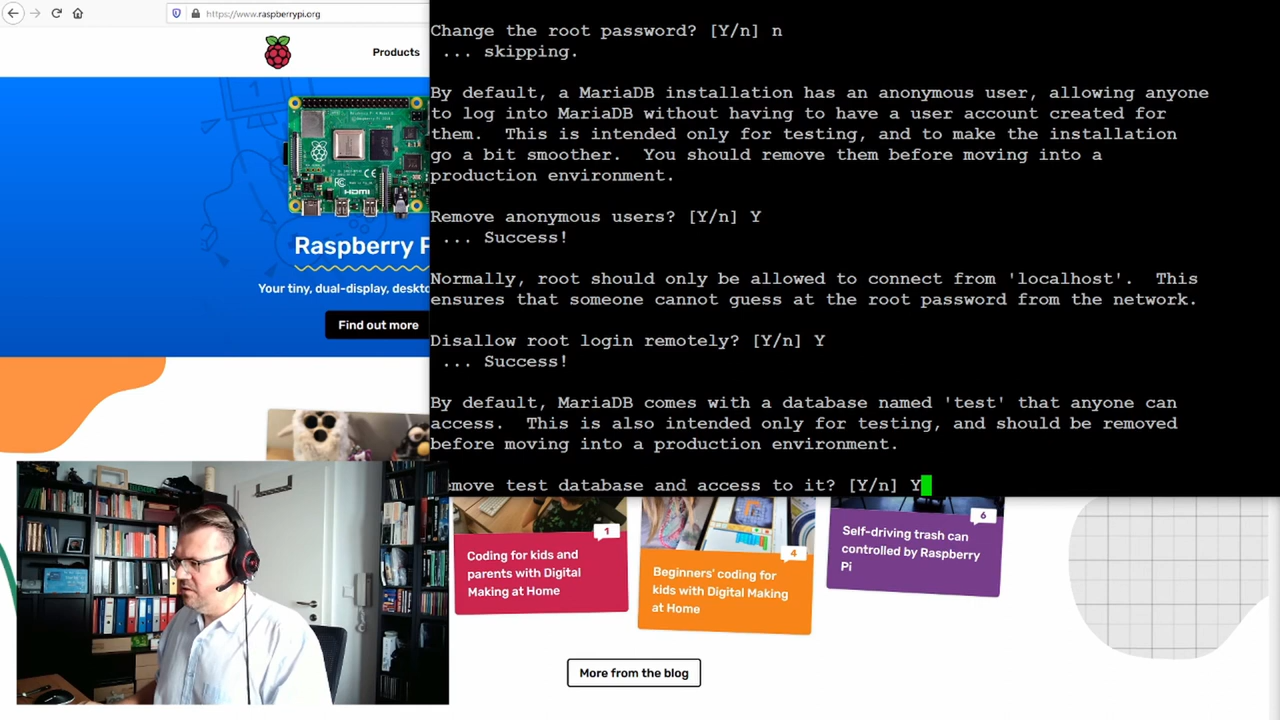 https://www.raspberrypi.org
Products
Raspberry P
Your tiny, dual-display, deskto
Find out more
Change the root password? [Y/n] n
... skipping.
By default, a MariaDB installation has an anonymous user, allowing anyone
to log into MariaDB without having to have a user account created for
them.  This is intended only for testing, and to make the installation
go a bit smoother.  You should remove them before moving into a
production environment.
Remove anonymous users? [Y/n] Y
... Success!
Normally, root should only be allowed to connect from 'localhost'.  This
ensures that someone cannot guess at the root password from the network.
Disallow root login remotely? [Y/n] Y
... Success!
By default, MariaDB comes with a database named 'test' that anyone can
access.  This is also intended only for testing, and should be removed
before moving into a production environment.
emove test database and access to it? [Y/n] Y
1
Coding for kids and
parents with Digital
Making at Home
4
Beginners' coding for
kids with Digital Making
at Home
6
Self-driving trash can
controlled by Raspberry
Pi
More from the blog
HDMI